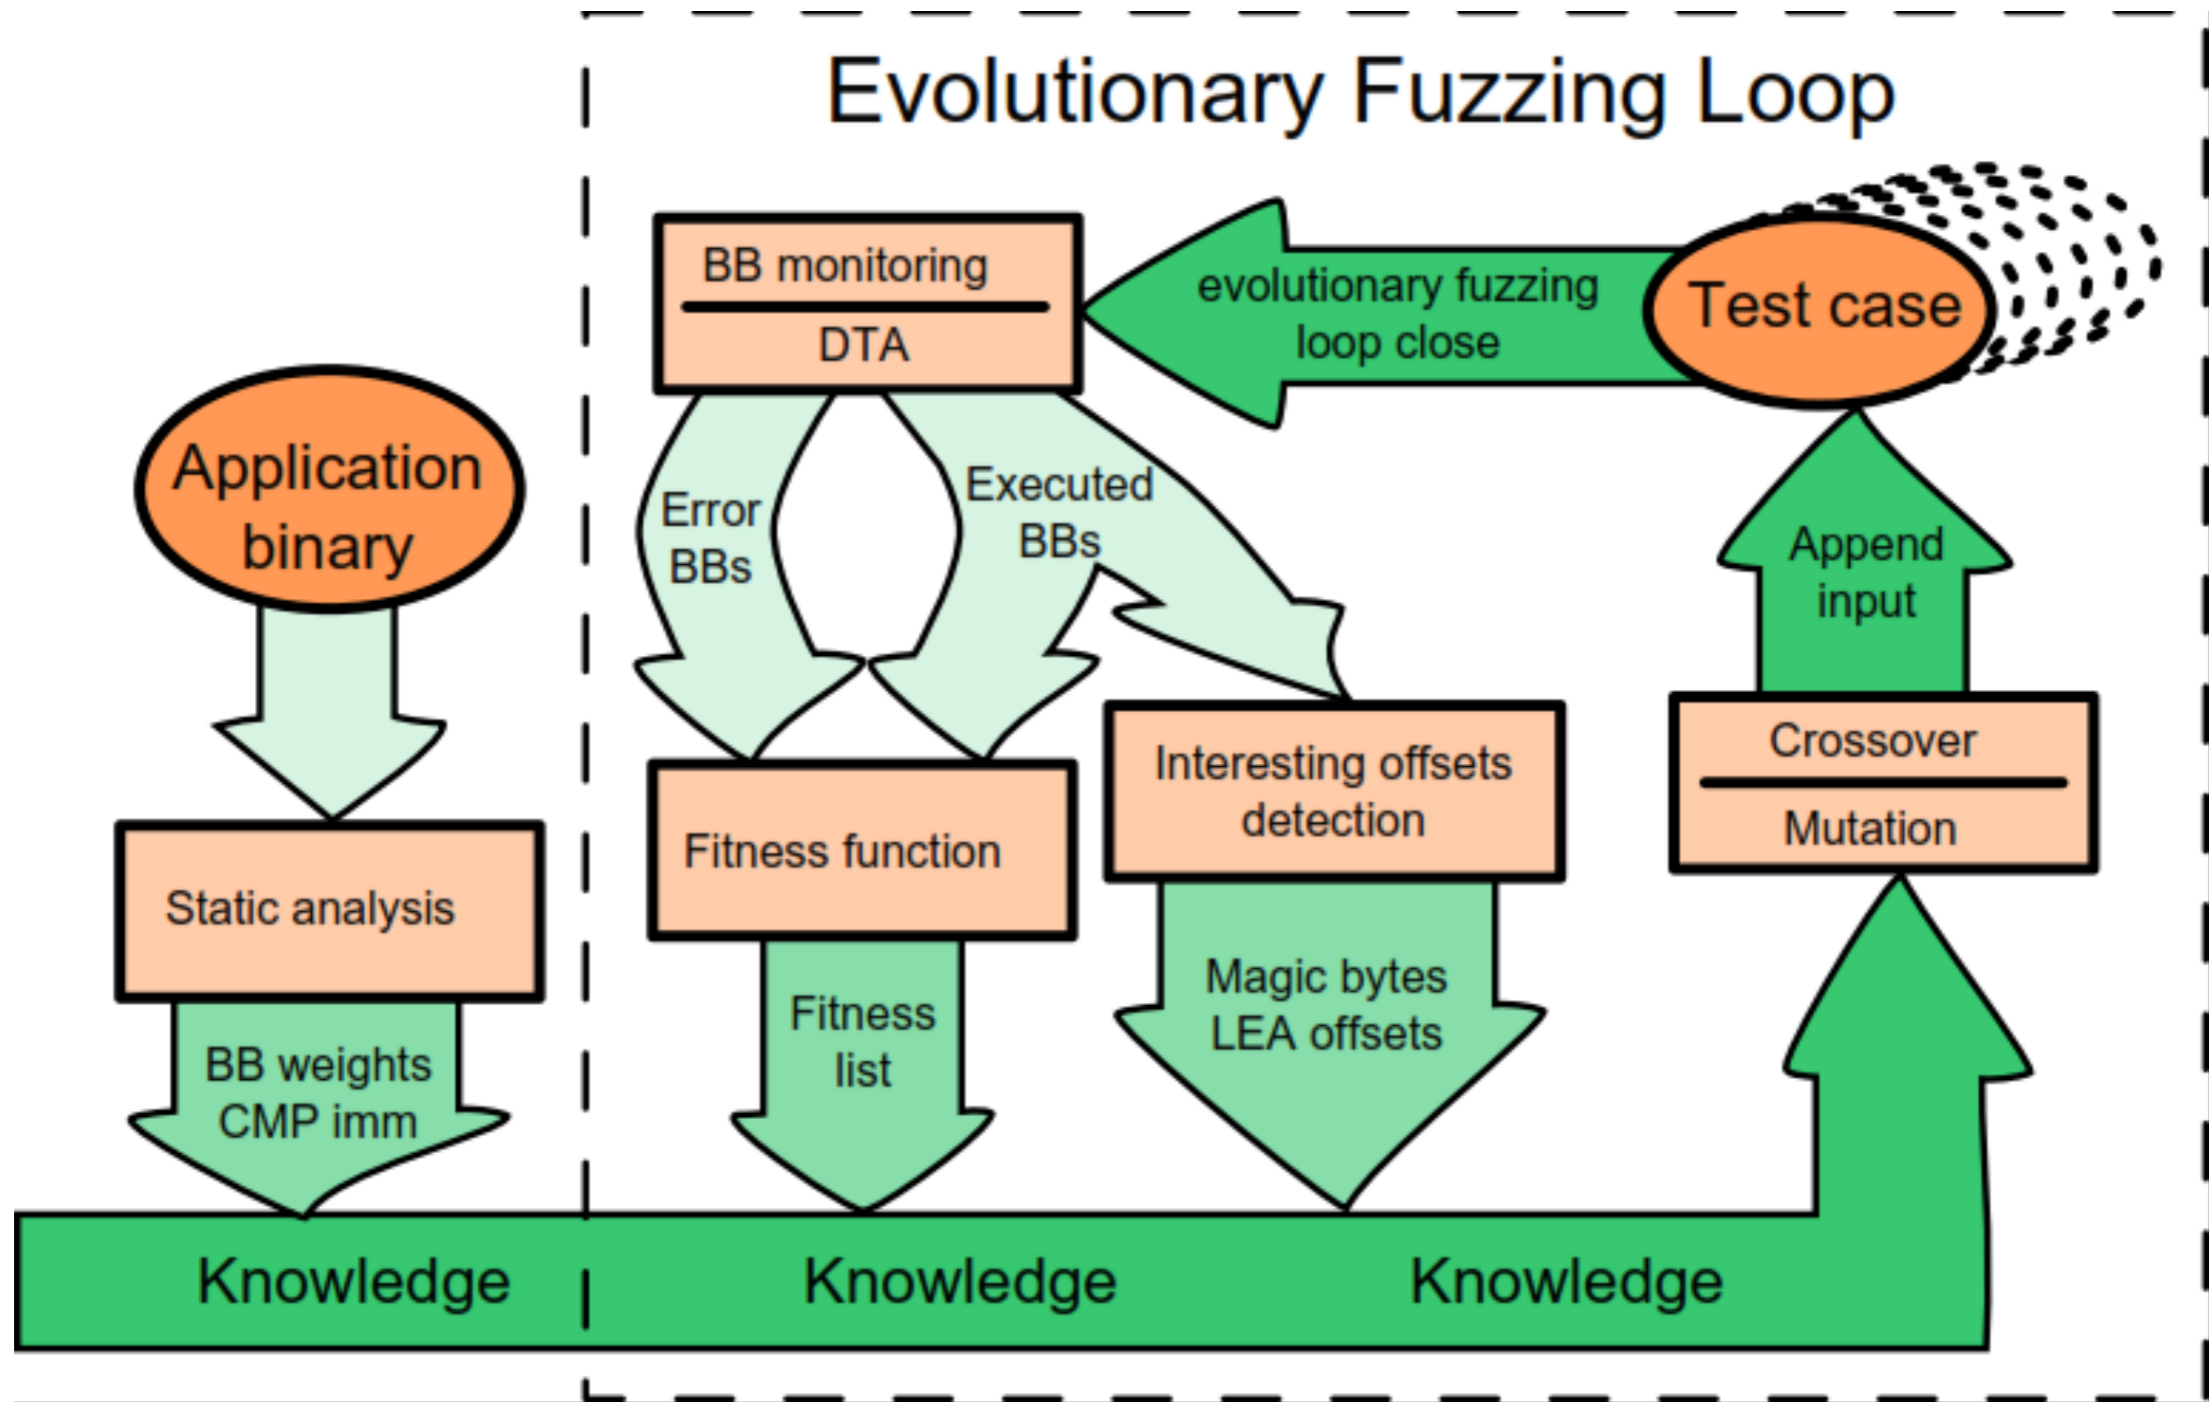 Evolutionary Fuzzing Loop
BB monitoring
DTA
evolutionary fuzzing
loop close
Test case
Application
binary
Error
BBs
Executed
BBs
Append
input
Static analysis
Fitness function
Interesting offsets
detection
Crossover
Mutation
BB weights
CMP imm
Fitness
list
Magic bytes
LEA offsets
Knowledge
Knowledge
Knowledge